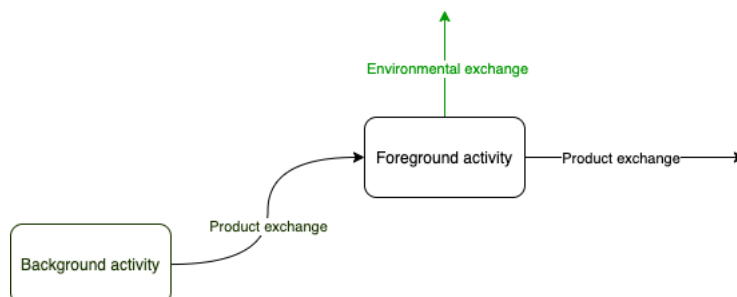 Environmental exchange
Foreground activity
Product exchange
Product exchange
Background activity